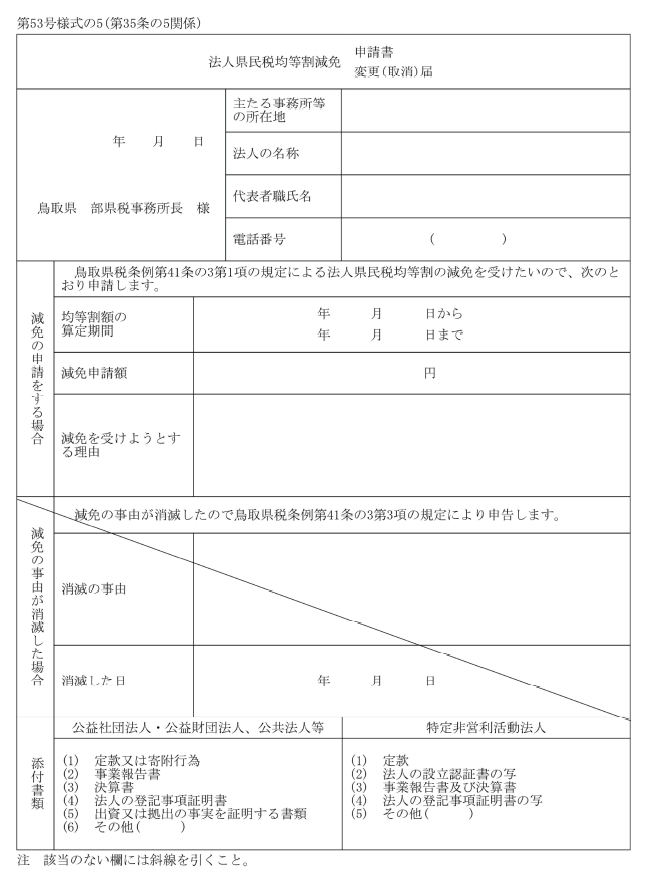 第53号様式の5(第35条の5関係)
法人県民税均等割減免
申請書
変更(取消)届
年 月 日
鳥取県 部県税事務所長 様
主たる事務所等
の所在地
法人の名称
代表者職氏名
電話番号
( )
減免の申請をする場合
鳥取県税条例第41条の3第1項の規定による法人県民税均等割の減免を受けたいので、次のと
おり申請します。
均等割額の
算定期間
年 月 日から
年 月 日まで
減免申請額
円
減免を受けようとす
る理由
減免の事由が消滅した場合
減免の事由が消滅したので鳥取県税条例第41条の3第3項の規定により申告します。
消滅の事由
消滅した日
年 月 日
添付書類
公益社団法人・公益財団法人、公共法人等
(1) 定款又は寄附行為
(2) 事業報告書
(3) 決算書
(4) 法人の登記事項証明書
(5) 出資又は拠出の事実を証明する書類
(6) その他( )
特定非営利活動法人
(1) 定款
(2) 法人の設立認証書の写
(3) 事業報告書及び決算書
(4) 法人の登記事項証明書の写
(5) その他( )
注 該当のない欄には斜線を引くこと。